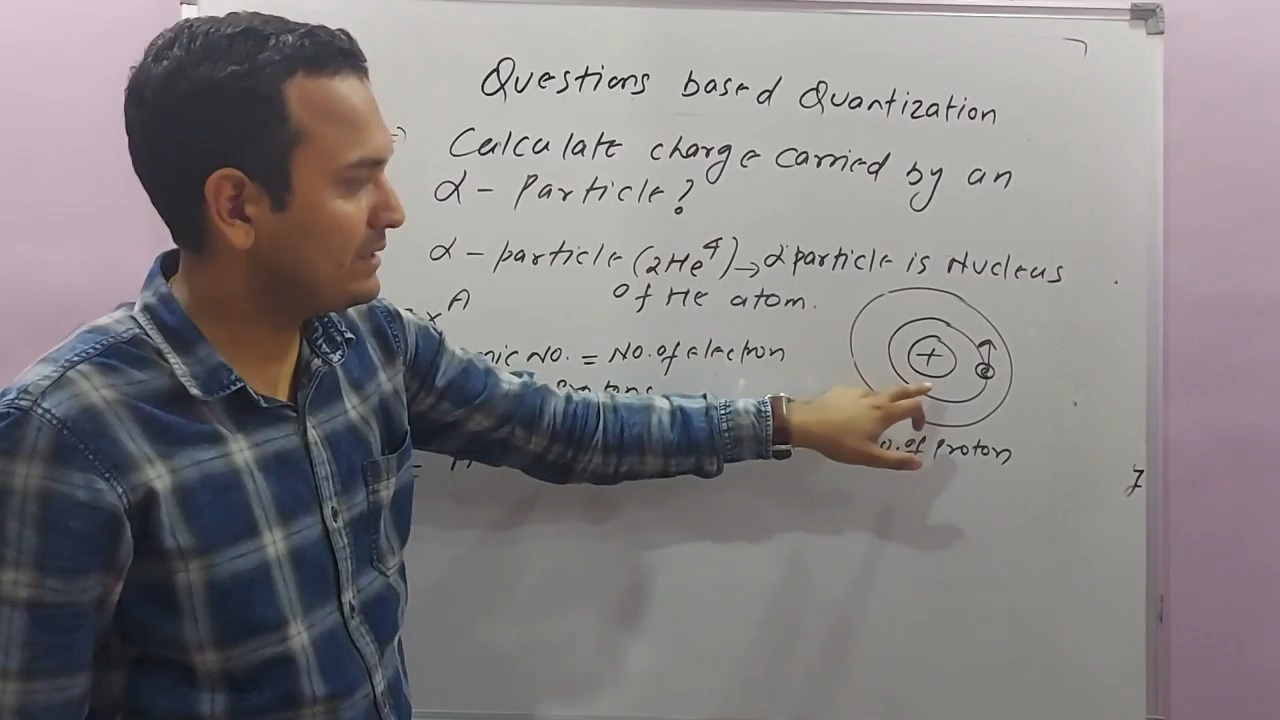 Questions based Quantization
Calculate charge carried by an
α - Particle?
α - particle (2He⁴) → α particle is Nucleus
of He atom.
x^A
No. = No. of electron
+
e
of proton